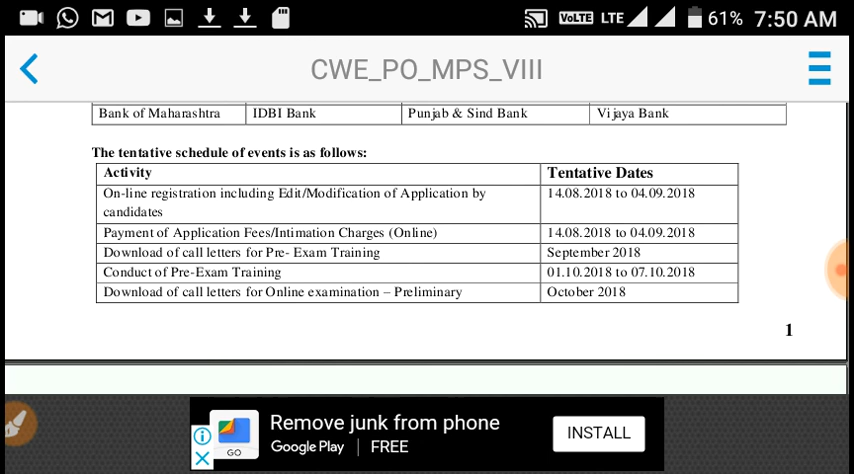 VoLTE LTE 61% 7:50 AM
CWE_PO_MPS_VIII
Bank of Maharashtra IDBI Bank Punjab & Sind Bank Vijaya Bank
The tentative schedule of events is as follows:
Activity Tentative Dates
On-line registration including Edit/Modification of Application by 14.08.2018 to 04.09.2018
candidates
Payment of Application Fees/Intimation Charges (Online) 14.08.2018 to 04.09.2018
Download of call letters for Pre- Exam Training September 2018
Conduct of Pre-Exam Training 01.10.2018 to 07.10.2018
Download of call letters for Online examination – Preliminary October 2018
1
GO
Remove junk from phone
Google Play | FREE
INSTALL